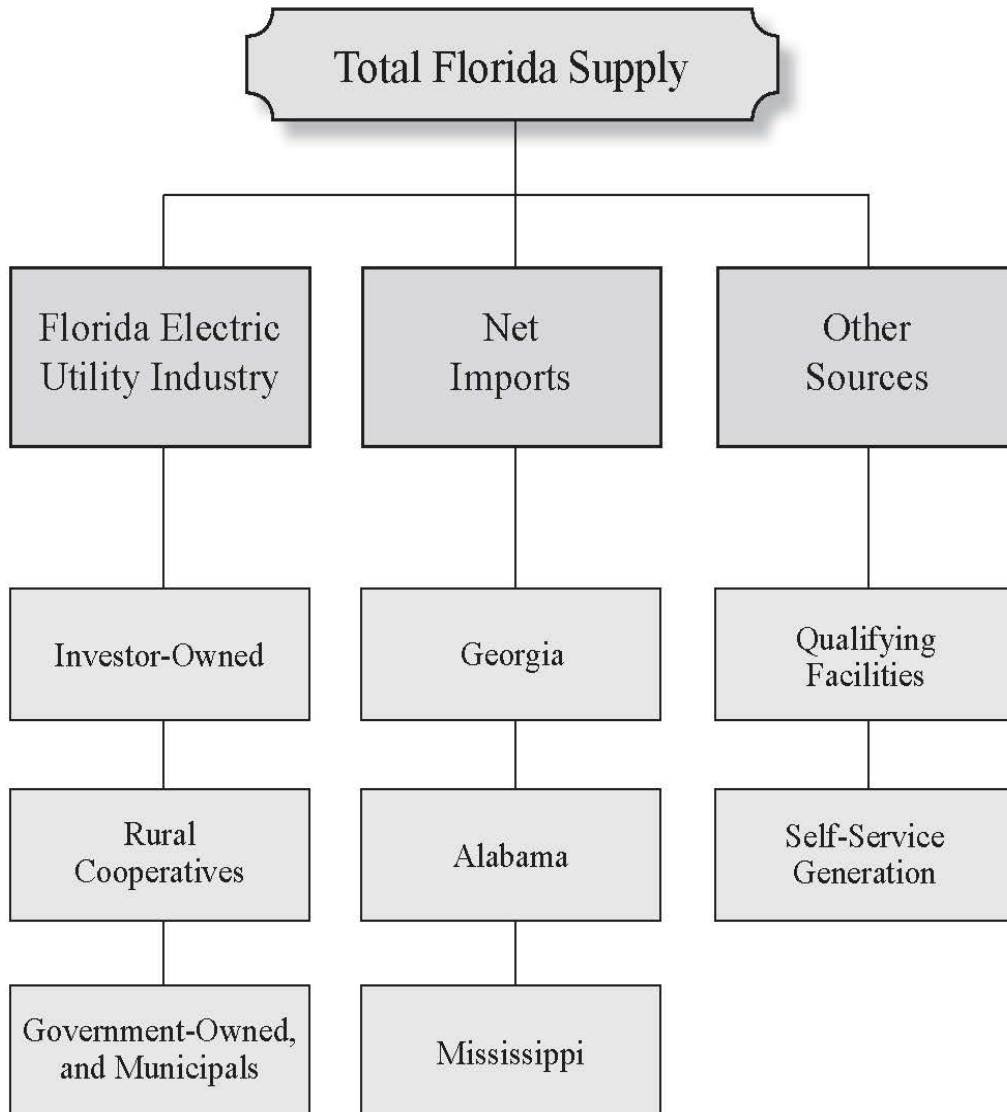 Total Florida Supply
Florida Electric
Utility Industry
Net
Imports
Other
Sources
Investor-Owned
Georgia
Qualifying
Facilities
Rural
Cooperatives
Alabama
Self-Service
Generation
Government-Owned,
and Municipals
Mississippi